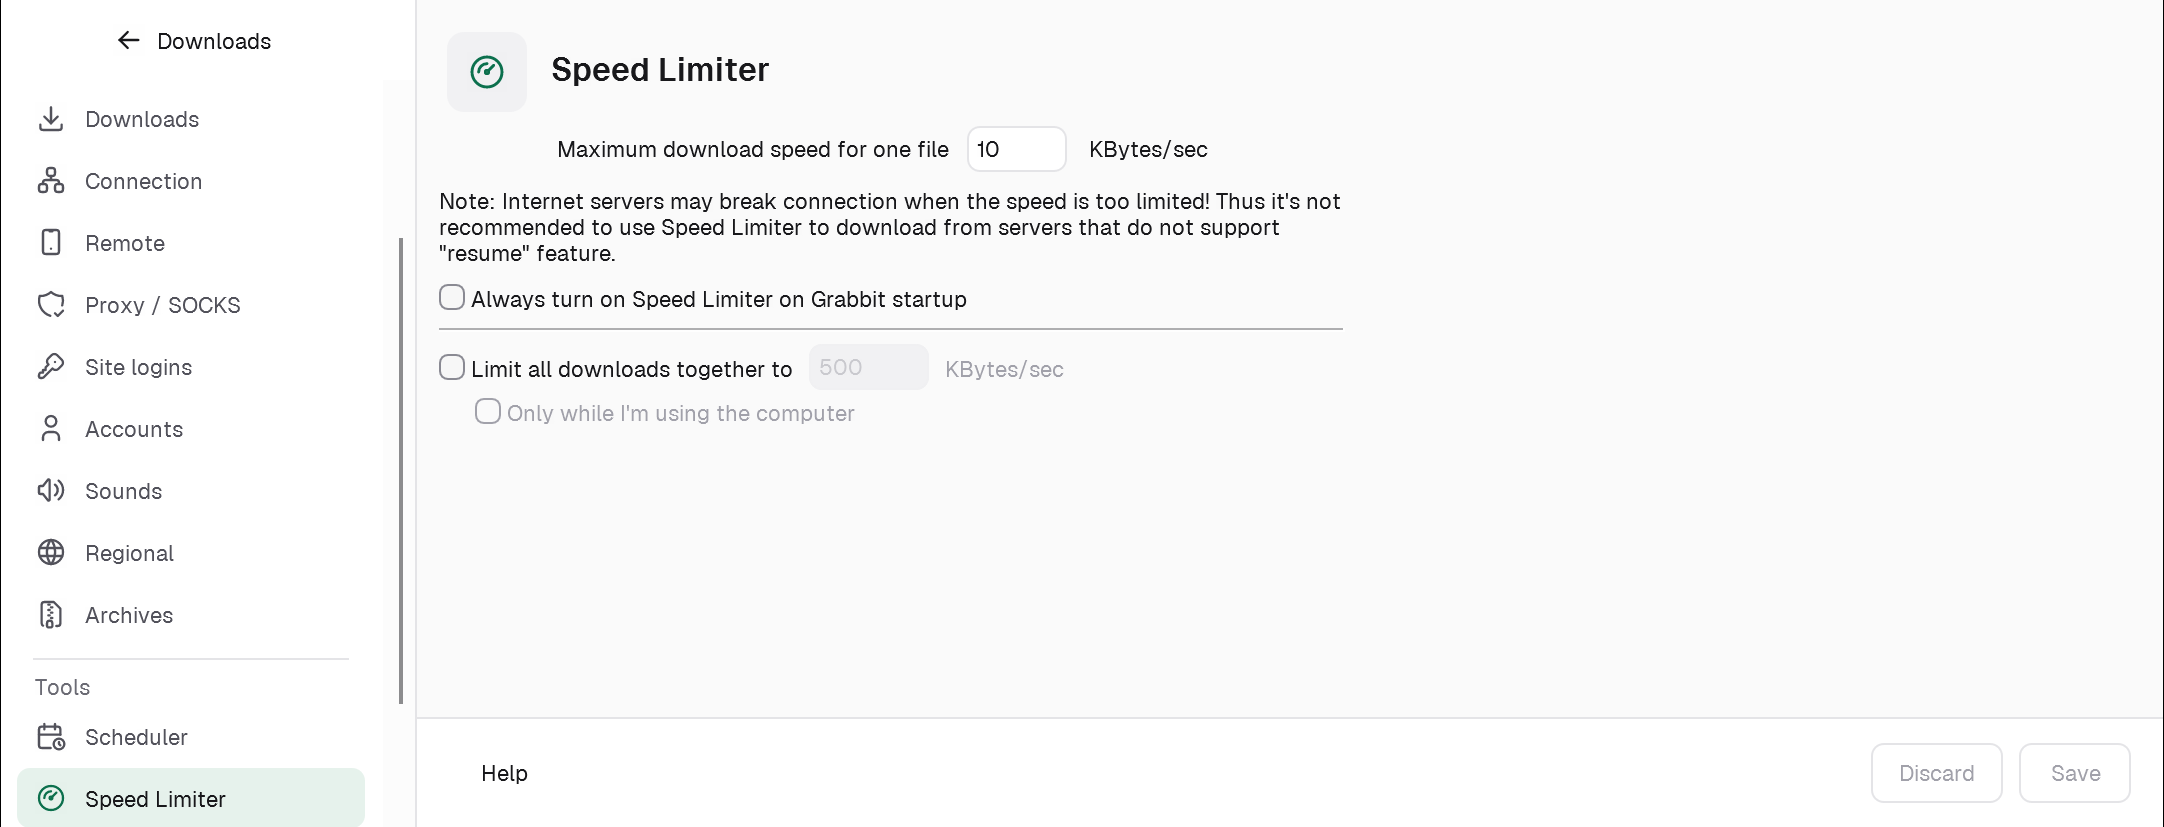 Downloads
Downloads
Connection
Remote
Proxy / SOCKS
Site logins
Accounts
Sounds
Regional
Archives
Tools
Scheduler
Speed Limiter
Speed Limiter
Maximum download speed for one file 10 KBytes/sec
Note: Internet servers may break connection when the speed is too limited! Thus it's not
recommended to use Speed Limiter to download from servers that do not support
"resume" feature.
Always turn on Speed Limiter on Grabbit startup
Limit all downloads together to 500 KBytes/sec
Only while I'm using the computer
Help Discard Save